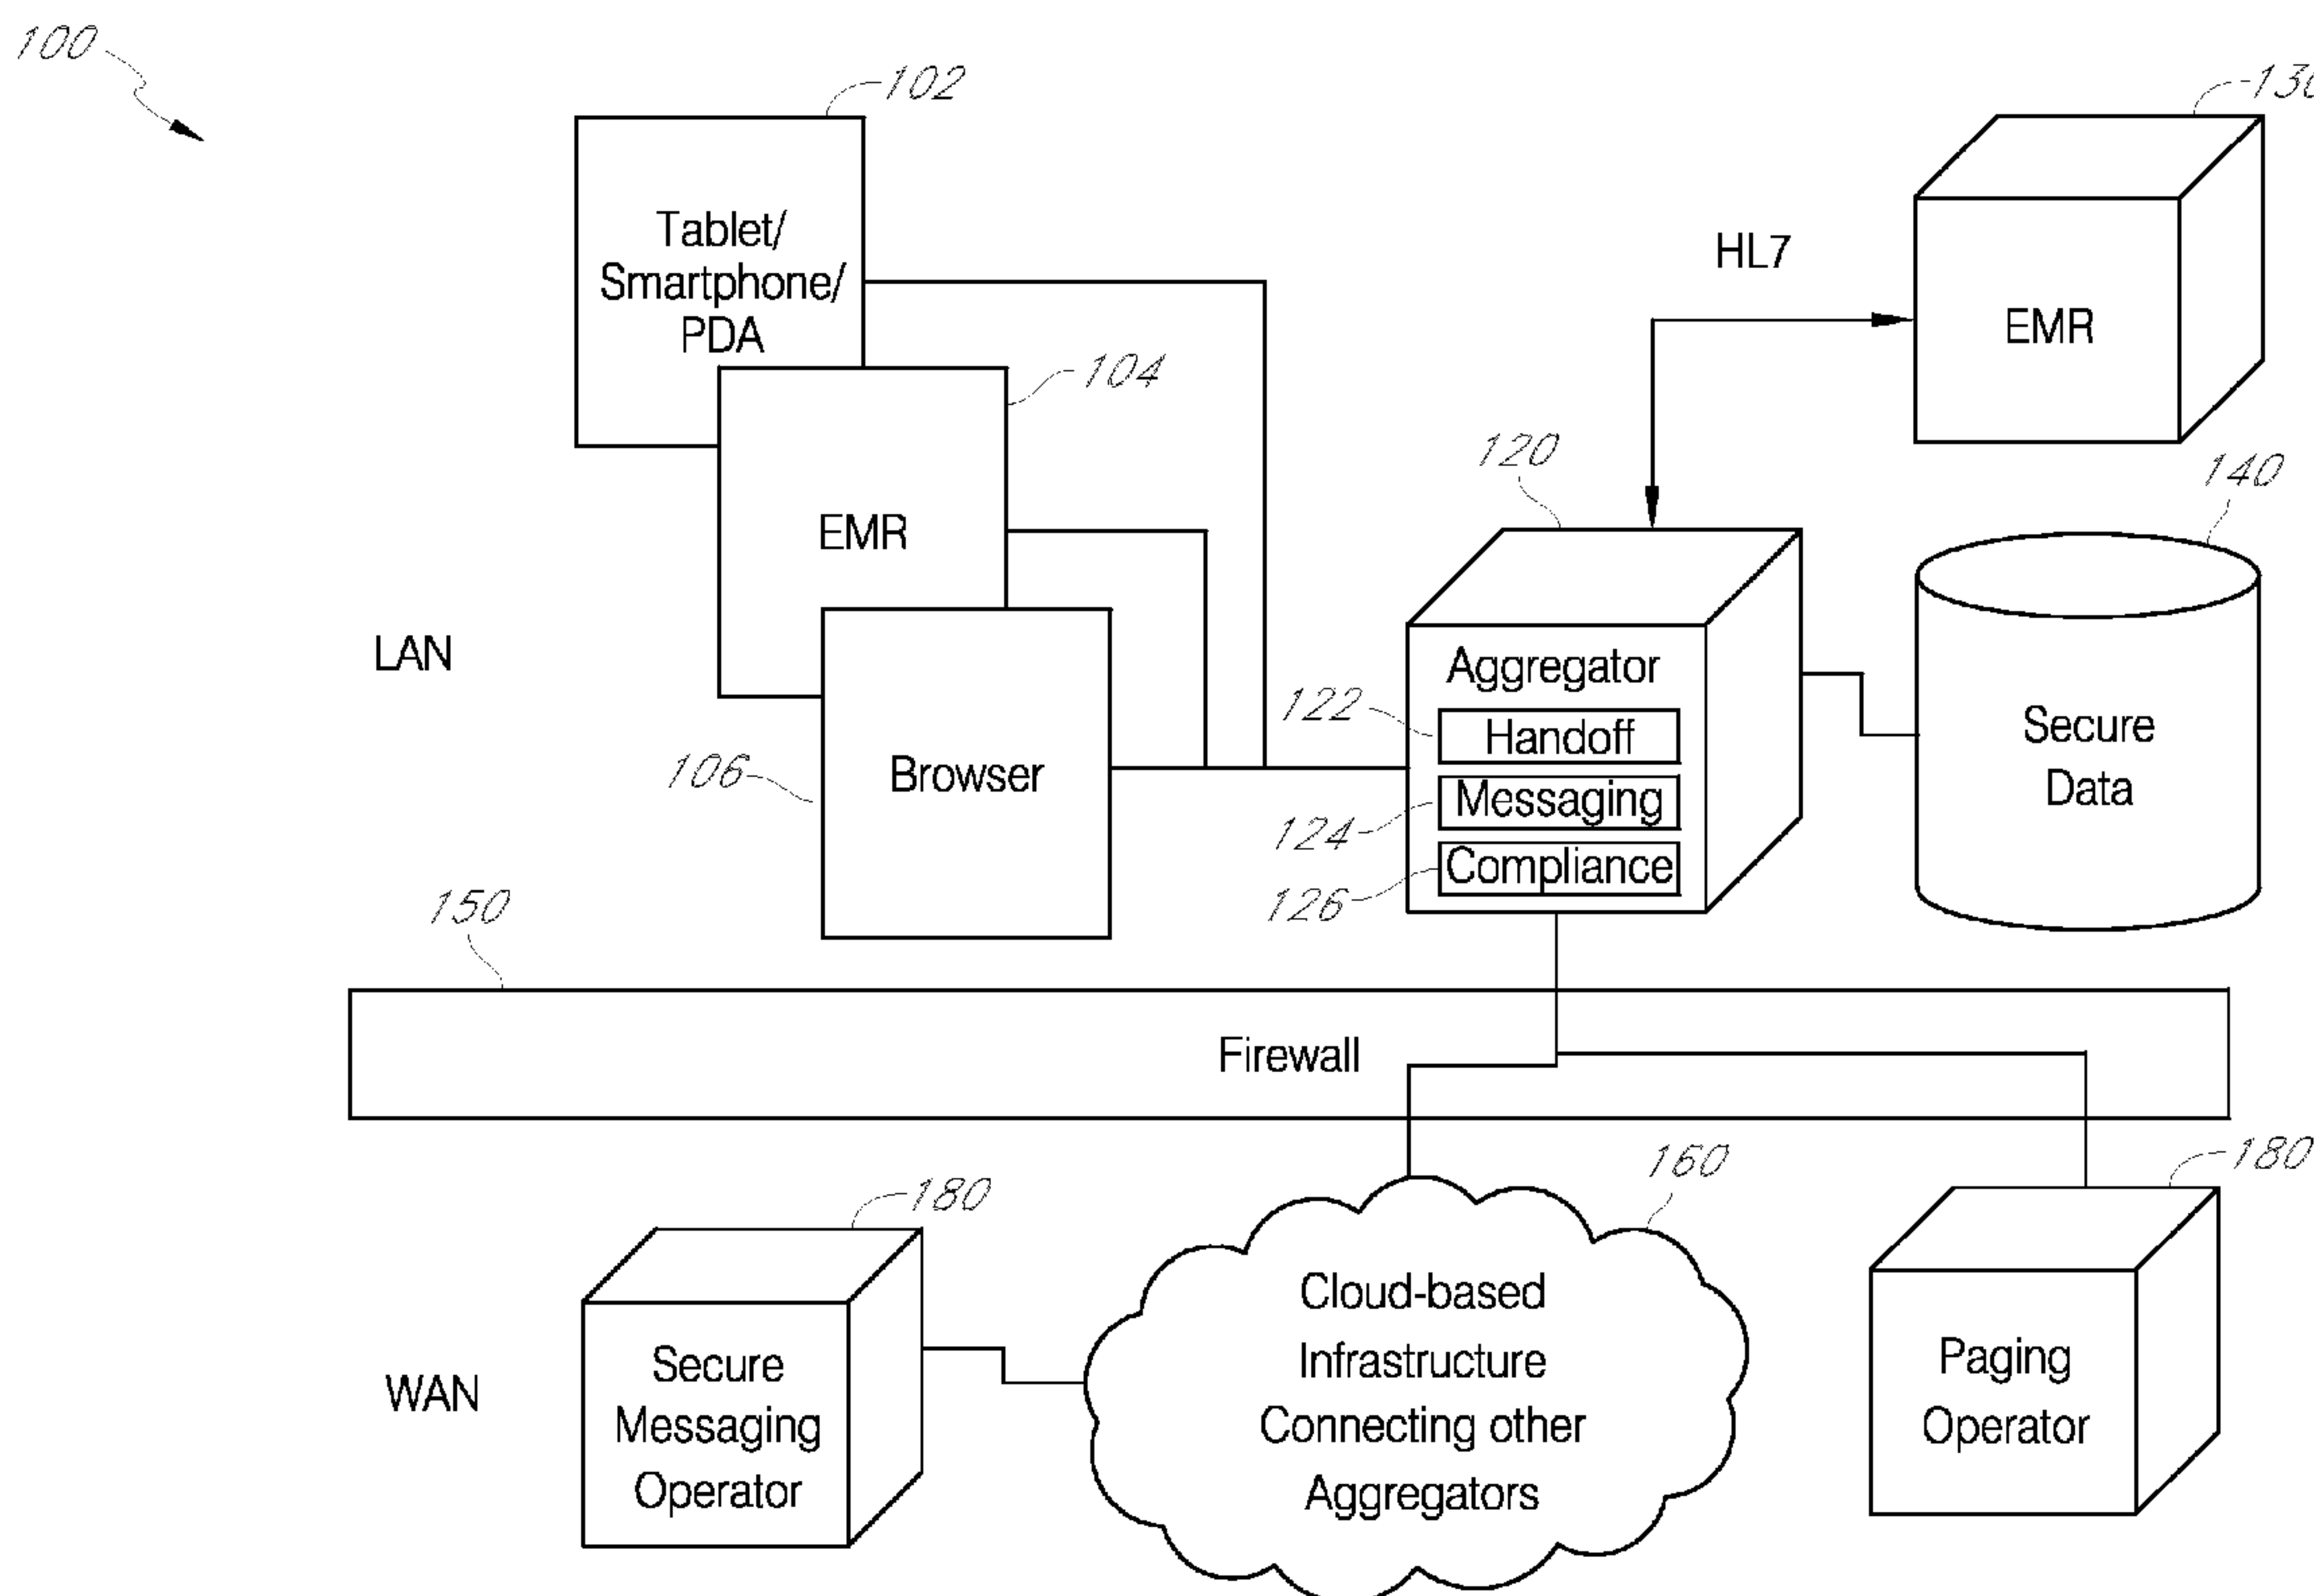 100
102
130
Tablet/
Smartphone/
PDA
HL7
EMR
104
120
140
EMR
LAN
Aggregator
122
Handoff
Secure
Data
106
Browser
Messaging
124
Compliance
126
150
Firewall
160
180
180
Cloud-based
Infrastructure
Connecting other
Aggregators
Secure
Messaging
Operator
WAN
Paging
Operator